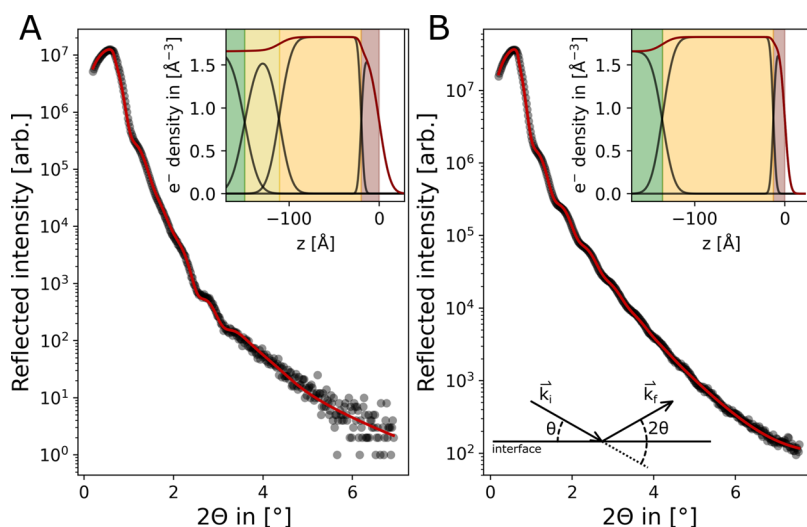 A
B
10⁷
10⁶
10⁵
10⁴
10³
10²
10¹
10⁰
Reflected intensity [arb.]
0 2 4 6
2Θ in [°]
1.5
1.0
0.5
0.0
e⁻ density in [Å⁻³]
−100 0
z [Å]
10⁷
10⁶
10⁵
10⁴
10³
10²
Reflected intensity [arb.]
0 2 4 6
2Θ in [°]
1.5
1.0
0.5
0.0
e⁻ density in [Å⁻³]
−100 0
z [Å]
k⃗i k⃗f
θ 2θ
interface